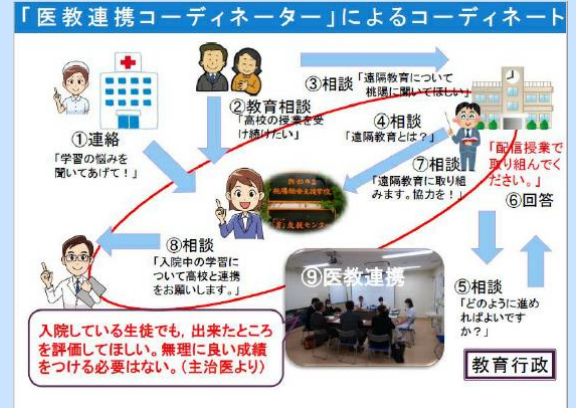 「医教連携コーディネーター」によるコーディネート
③相談「遠隔教育について
桃陽に聞いてほしい」
②教育相談
「高校の授業を受
け続けたい」
①連絡
「学習の悩みを
聞いてあげて！」
④相談
「遠隔教育とは？」
⑦相談
「遠隔教育に取り組
みます。協力を！」
「配信授業で
取り組んでく
ださい。」
⑥回答
⑧相談
「入院中の学習に
ついて高校と連携
をお願いします。」
⑨医教連携
⑤相談
「どのように進め
ればよいです
か？」
教育行政
入院している生徒でも，出来たところ
を評価してほしい。無理に良い成績
をつける必要はない。（主治医より）